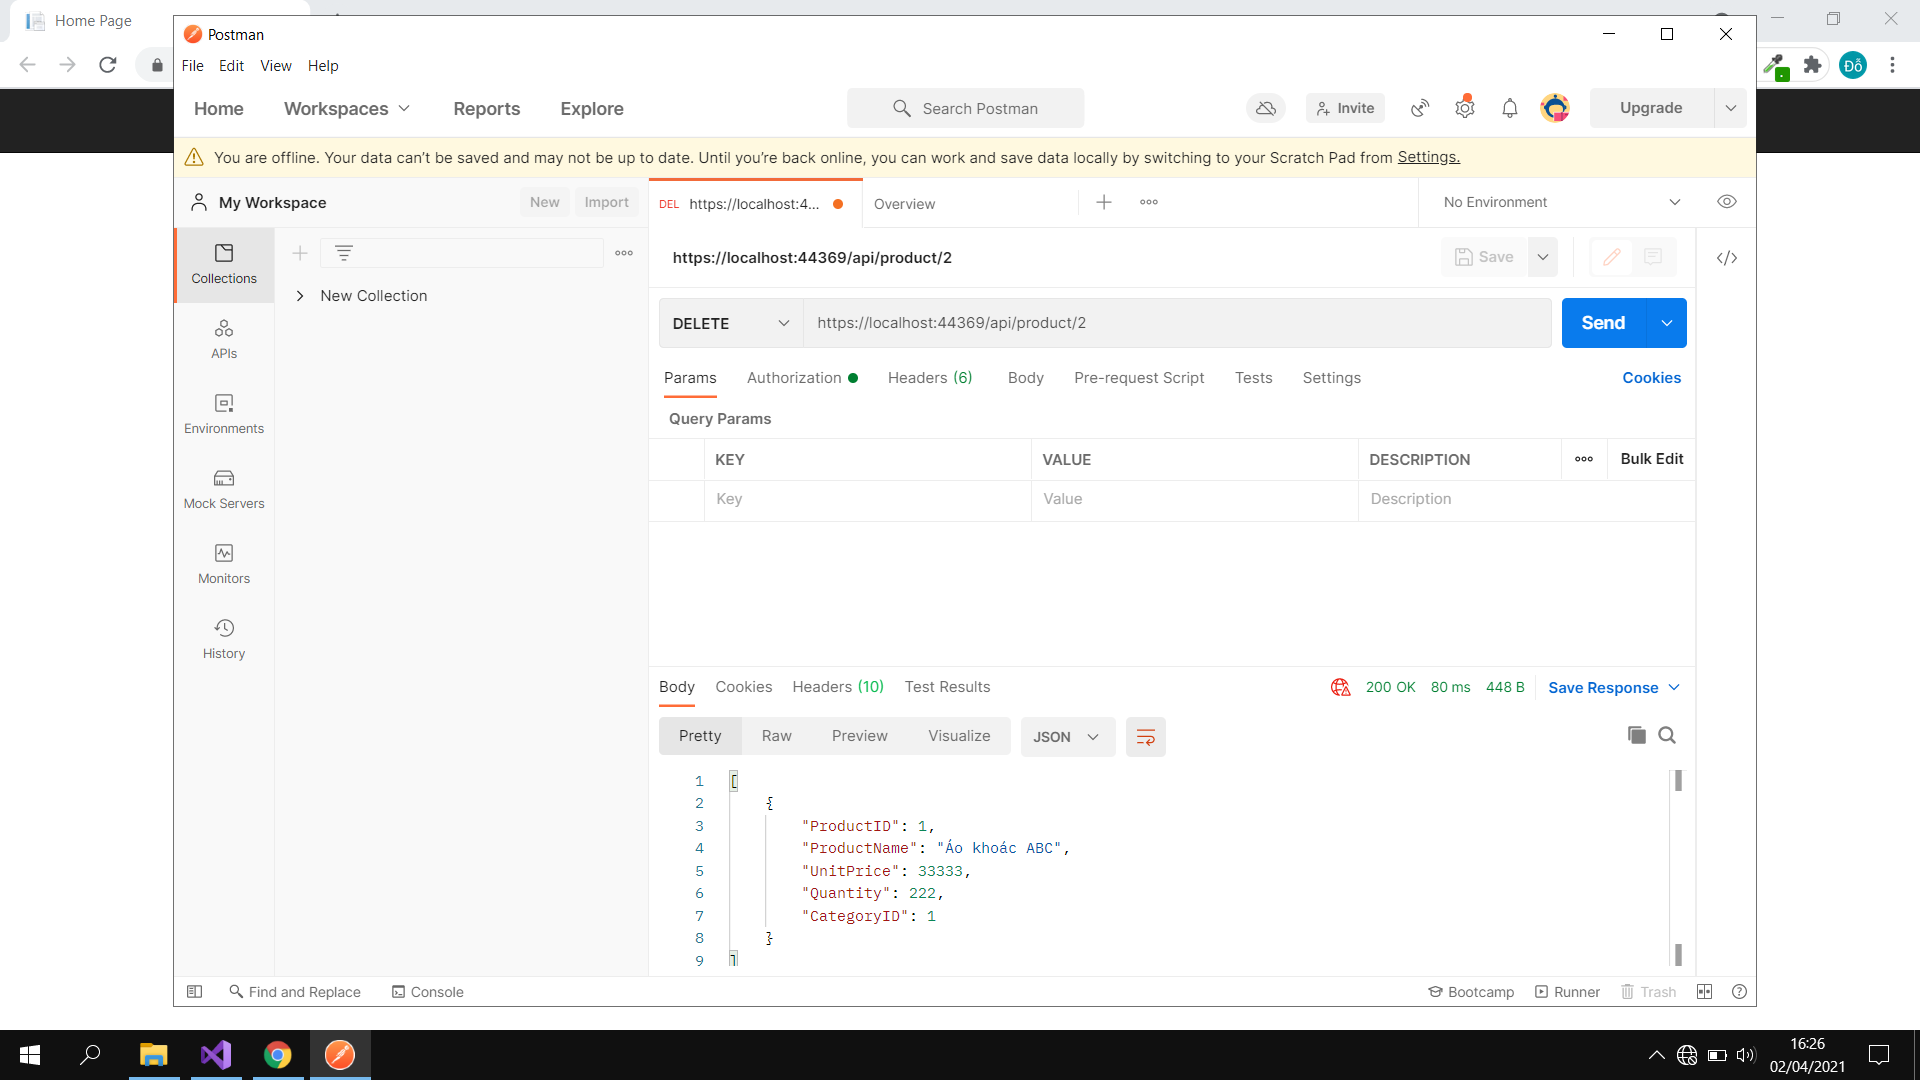 Home Page
Postman
File Edit View Help
Home Workspaces Reports Explore
Search Postman
Invite
Upgrade
Đỗ
You are offline. Your data can't be saved and may not be up to date. Until you're back online, you can work and save data locally by switching to your Scratch Pad from Settings.
My Workspace
New Import
DEL https://localhost:4...
Overview
No Environment
Collections
New Collection
APIs
Environments
Mock Servers
Monitors
History
https://localhost:44369/api/product/2
Save
DELETE
https://localhost:44369/api/product/2
Send
Params Authorization Headers (6) Body Pre-request Script Tests Settings Cookies
Query Params
KEY VALUE DESCRIPTION Bulk Edit
Key Value Description
Body Cookies Headers (10) Test Results
200 OK 80 ms 448 B Save Response
Pretty Raw Preview Visualize JSON
1 [
2 {
3 "ProductID": 1,
4 "ProductName": "Áo khoác ABC",
5 "UnitPrice": 33333,
6 "Quantity": 222,
7 "CategoryID": 1
8 }
9 ]
Find and Replace Console
Bootcamp Runner Trash
16:26
02/04/2021